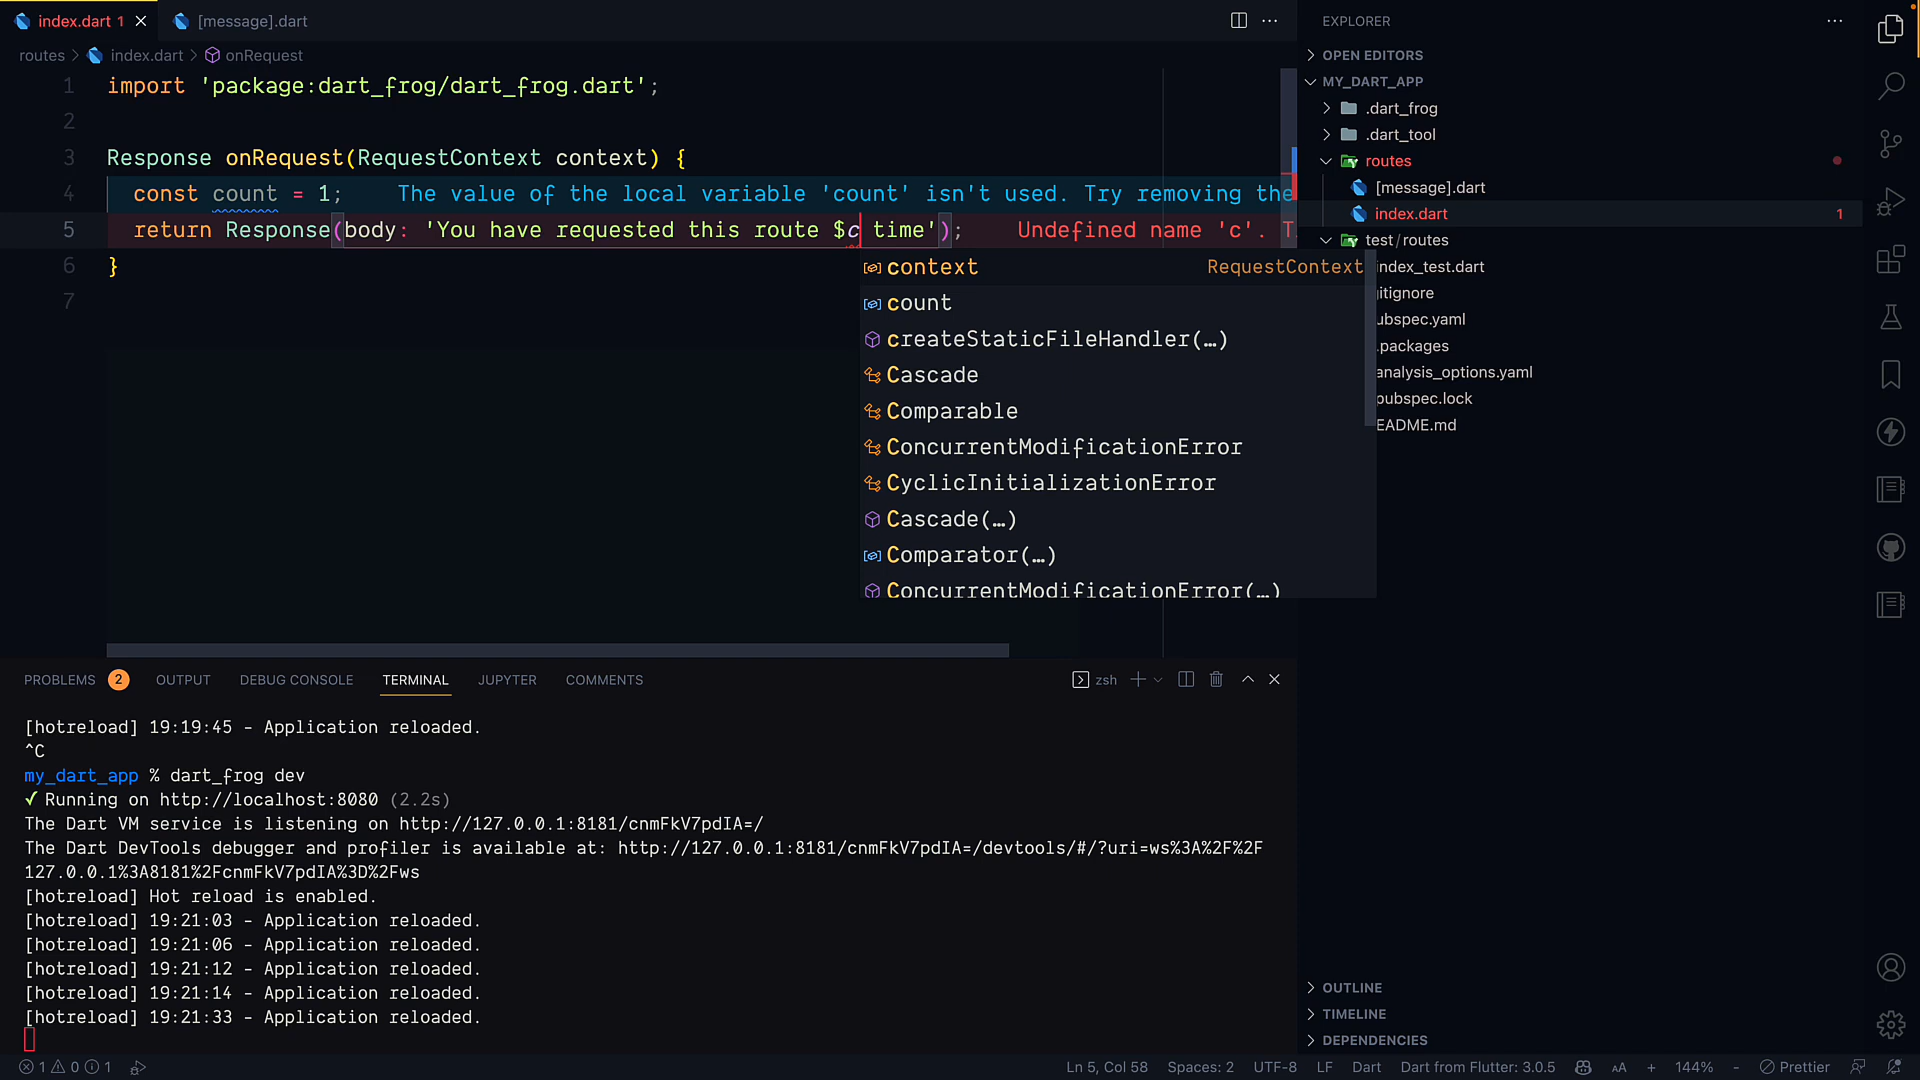 index.dart 1
[message].dart
routes > index.dart > onRequest
1 import 'package:dart_frog/dart_frog.dart';
2
3 Response onRequest(RequestContext context) {
4 const count = 1; The value of the local variable 'count' isn't used. Try removing the
5 return Response(body: 'You have requested this route $c time'); Undefined name 'c'. T
6 }
7
context RequestContext
count
createStaticFileHandler(…)
Cascade
Comparable
ConcurrentModificationError
CyclicInitializationError
Cascade(…)
Comparator(…)
ConcurrentModificationError(…)
EXPLORER
OPEN EDITORS
MY_DART_APP
.dart_frog
.dart_tool
routes
[message].dart
index.dart 1
test/routes
index_test.dart
gitignore
ubspec.yaml
.packages
analysis_options.yaml
pubspec.lock
EADME.md
OUTLINE
TIMELINE
DEPENDENCIES
PROBLEMS 2 OUTPUT DEBUG CONSOLE TERMINAL JUPYTER COMMENTS zsh
[hotreload] 19:19:45 - Application reloaded.
^C
my_dart_app % dart_frog dev
✓ Running on http://localhost:8080 (2.2s)
The Dart VM service is listening on http://127.0.0.1:8181/cnmFkV7pdIA=/
The Dart DevTools debugger and profiler is available at: http://127.0.0.1:8181/cnmFkV7pdIA=/devtools/#/?uri=ws%3A%2F%2F
127.0.0.1%3A8181%2FcnmFkV7pdIA%3D%2Fws
[hotreload] Hot reload is enabled.
[hotreload] 19:21:03 - Application reloaded.
[hotreload] 19:21:06 - Application reloaded.
[hotreload] 19:21:12 - Application reloaded.
[hotreload] 19:21:14 - Application reloaded.
[hotreload] 19:21:33 - Application reloaded.
1 0 1 Ln 5, Col 58 Spaces: 2 UTF-8 LF Dart Dart from Flutter: 3.0.5 AA + 144% - Prettier